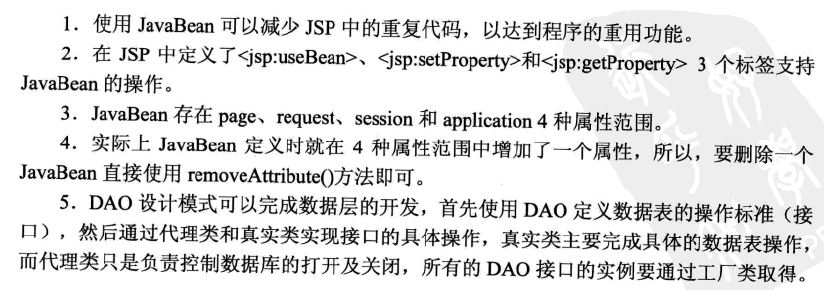 1．使用 JavaBean 可以减少 JSP 中的重复代码，以达到程序的重用功能。
2．在 JSP 中定义了<jsp:useBean>、<jsp:setProperty>和<jsp:getProperty> 3 个标签支持
JavaBean 的操作。
3．JavaBean 存在 page、request、session 和 application 4 种属性范围。
4．实际上 JavaBean 定义时就在 4 种属性范围中增加了一个属性，所以，要删除一个
JavaBean 直接使用 removeAttribute()方法即可。
5．DAO 设计模式可以完成数据层的开发，首先使用 DAO 定义数据表的操作标准（接
口），然后通过代理类和真实类实现接口的具体操作，真实类主要完成具体的数据表操作，
而代理类只是负责控制数据库的打开及关闭，所有的 DAO 接口的实例要通过工厂类取得。